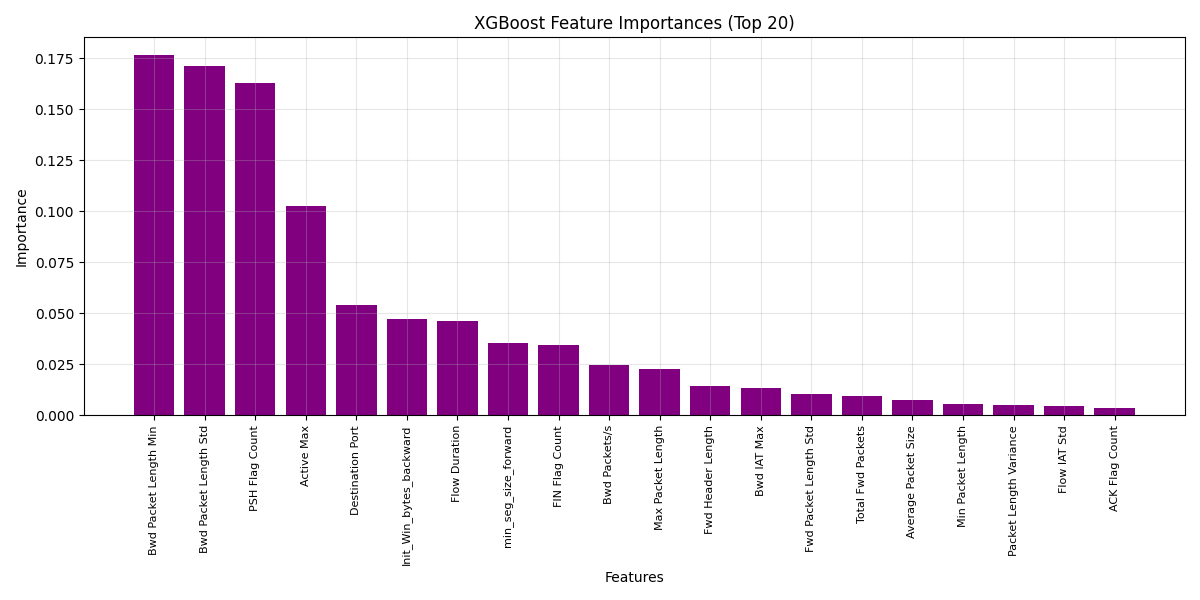 XGBoost Feature Importances (Top 20)
Importance
0.175
0.150
0.125
0.100
0.075
0.050
0.025
0.000
Bwd Packet Length Min
Bwd Packet Length Std
PSH Flag Count
Active Max
Destination Port
Init_Win_bytes_backward
Flow Duration
min_seg_size_forward
FIN Flag Count
Bwd Packets/s
Max Packet Length
Fwd Header Length
Bwd IAT Max
Fwd Packet Length Std
Total Fwd Packets
Average Packet Size
Min Packet Length
Packet Length Variance
Flow IAT Std
ACK Flag Count
Features